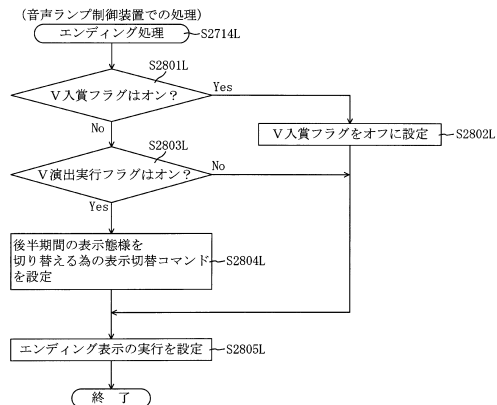 （音声ランプ制御装置での処理）
エンディング処理
S2714L
S2801L
Ｖ入賞フラグはオン？
Yes
No
Ｖ入賞フラグをオフに設定
S2802L
S2803L
Ｖ演出実行フラグはオン？
No
Yes
後半期間の表示態様を
切り替える為の表示切替コマンド
を設定
S2804L
エンディング表示の実行を設定
S2805L
終 了